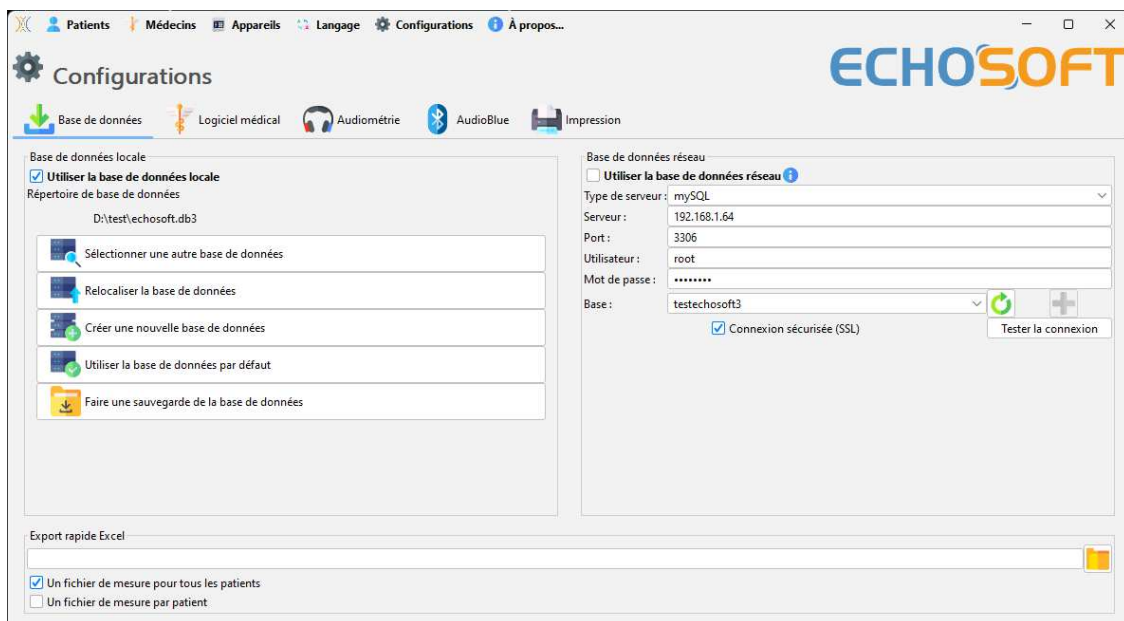 Patients Médecins Appareils Langage Configurations À propos...
Configurations
ECHOSOFT
Base de données Logiciel médical Audiométrie AudioBlue Impression
Base de données locale
Utiliser la base de données locale
Répertoire de base de données
D:\test\echosoft.db3
Sélectionner une autre base de données
Relocaliser la base de données
Créer une nouvelle base de données
Utiliser la base de données par défaut
Faire une sauvegarde de la base de données
Base de données réseau
Utiliser la base de données réseau
Type de serveur : mySQL
Serveur : 192.168.1.64
Port : 3306
Utilisateur : root
Mot de passe : ••••••••
Base : testechosoft3
Connexion sécurisée (SSL) Tester la connexion
Export rapide Excel
Un fichier de mesure pour tous les patients
Un fichier de mesure par patient